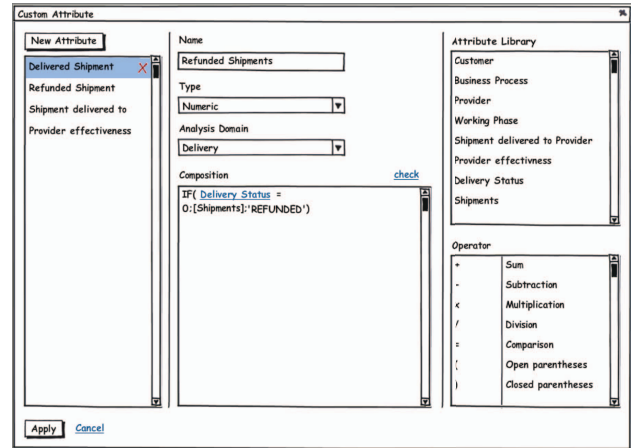 Custom Attribute
New Attribute
Delivered Shipment X
Refunded Shipment
Shipment delivered to
Provider effectiveness
Name
Refunded Shipments
Type
Numeric
Analysis Domain
Delivery
Composition check
IF( Delivery Status =
0:[Shipments]:'REFUNDED')
Attribute Library
Customer
Business Process
Provider
Working Phase
Shipment delivered to Provider
Provider effectivness
Delivery Status
Shipments
Operator
+ Sum
- Subtraction
x Multiplication
/ Division
= Comparison
( Open parentheses
) Closed parentheses
Apply Cancel